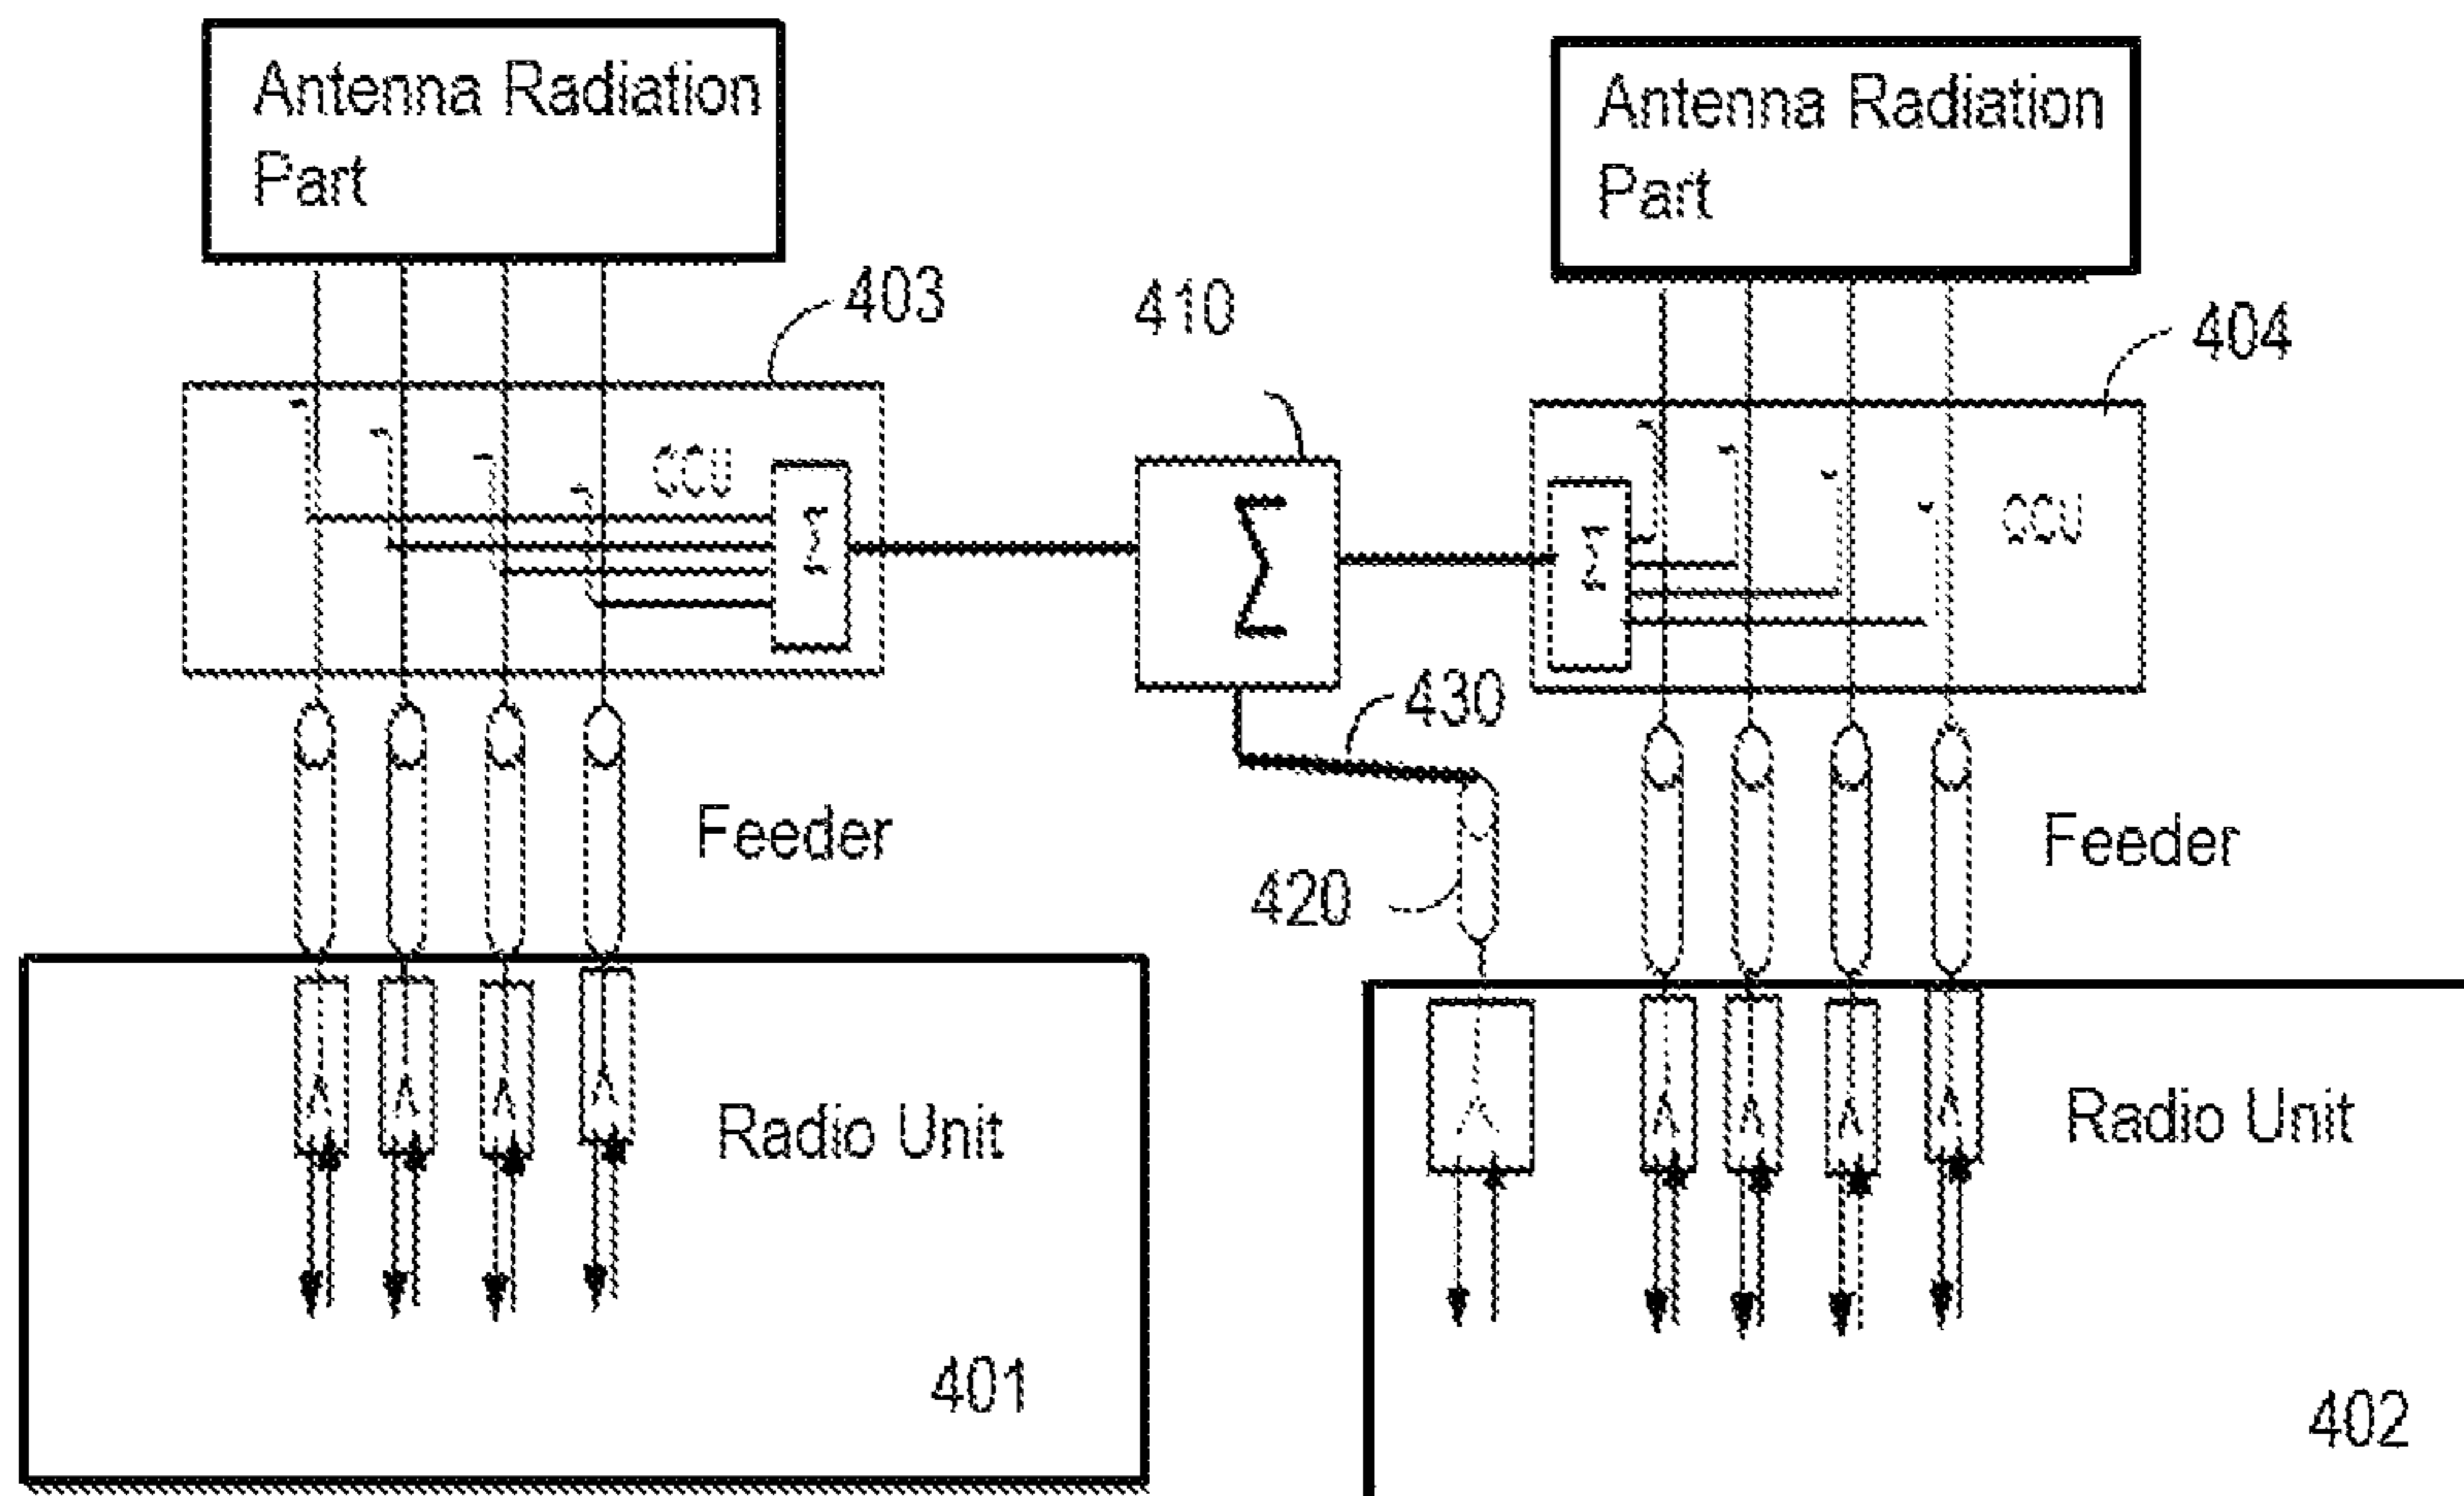 Antenna Radiation
Part
Antenna Radiation
Part
403
410
404
CCU
Σ
Σ
Σ
CCU
430
Feeder
420
Feeder
Radio Unit
Radio Unit
401
402